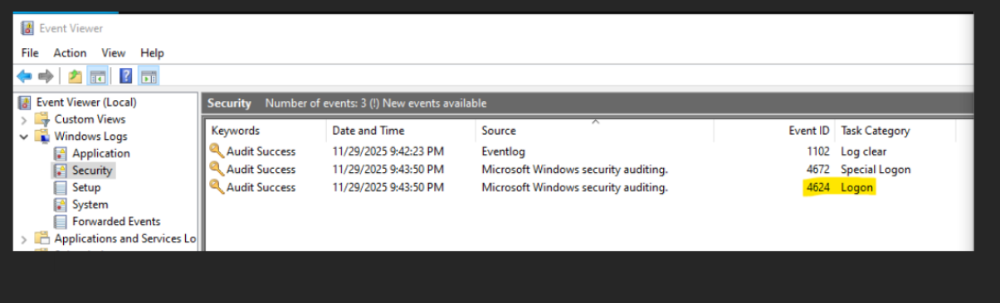 Event Viewer
File Action View Help
Event Viewer (Local)
Custom Views
Windows Logs
Application
Security
Setup
System
Forwarded Events
Applications and Services Lo
Security Number of events: 3 (!) New events available
Keywords Date and Time Source Event ID Task Category
Audit Success 11/29/2025 9:42:23 PM Eventlog 1102 Log clear
Audit Success 11/29/2025 9:43:50 PM Microsoft Windows security auditing. 4672 Special Logon
Audit Success 11/29/2025 9:43:50 PM Microsoft Windows security auditing. 4624 Logon